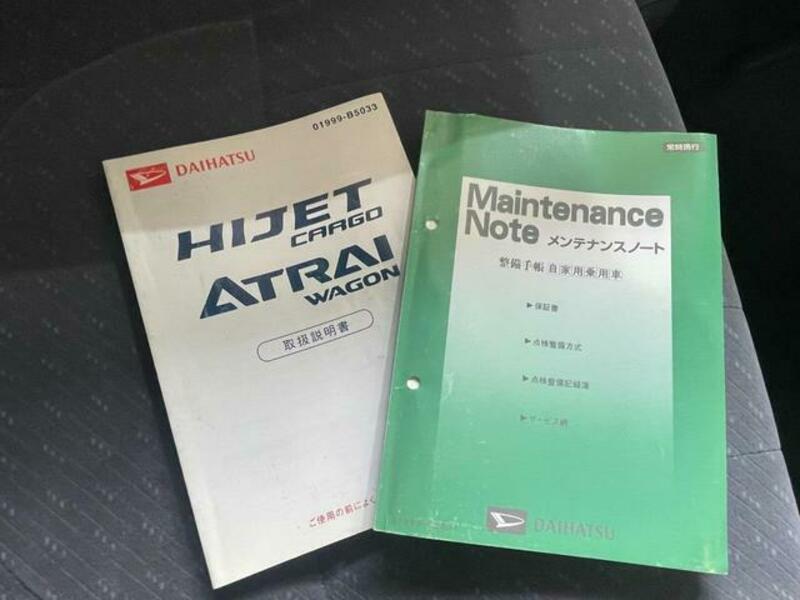 01999-B5033
DAIHATSU
HIJET
CARGO
ATRAI
WAGON
取扱説明書
ご使用の前によく
常時携行
Maintenance
Note メンテナンスノート
整備手帳 自家用乗用車
▶保証書
▶点検整備方式
▶点検整備記録簿
▶サービス網
DAIHATSU